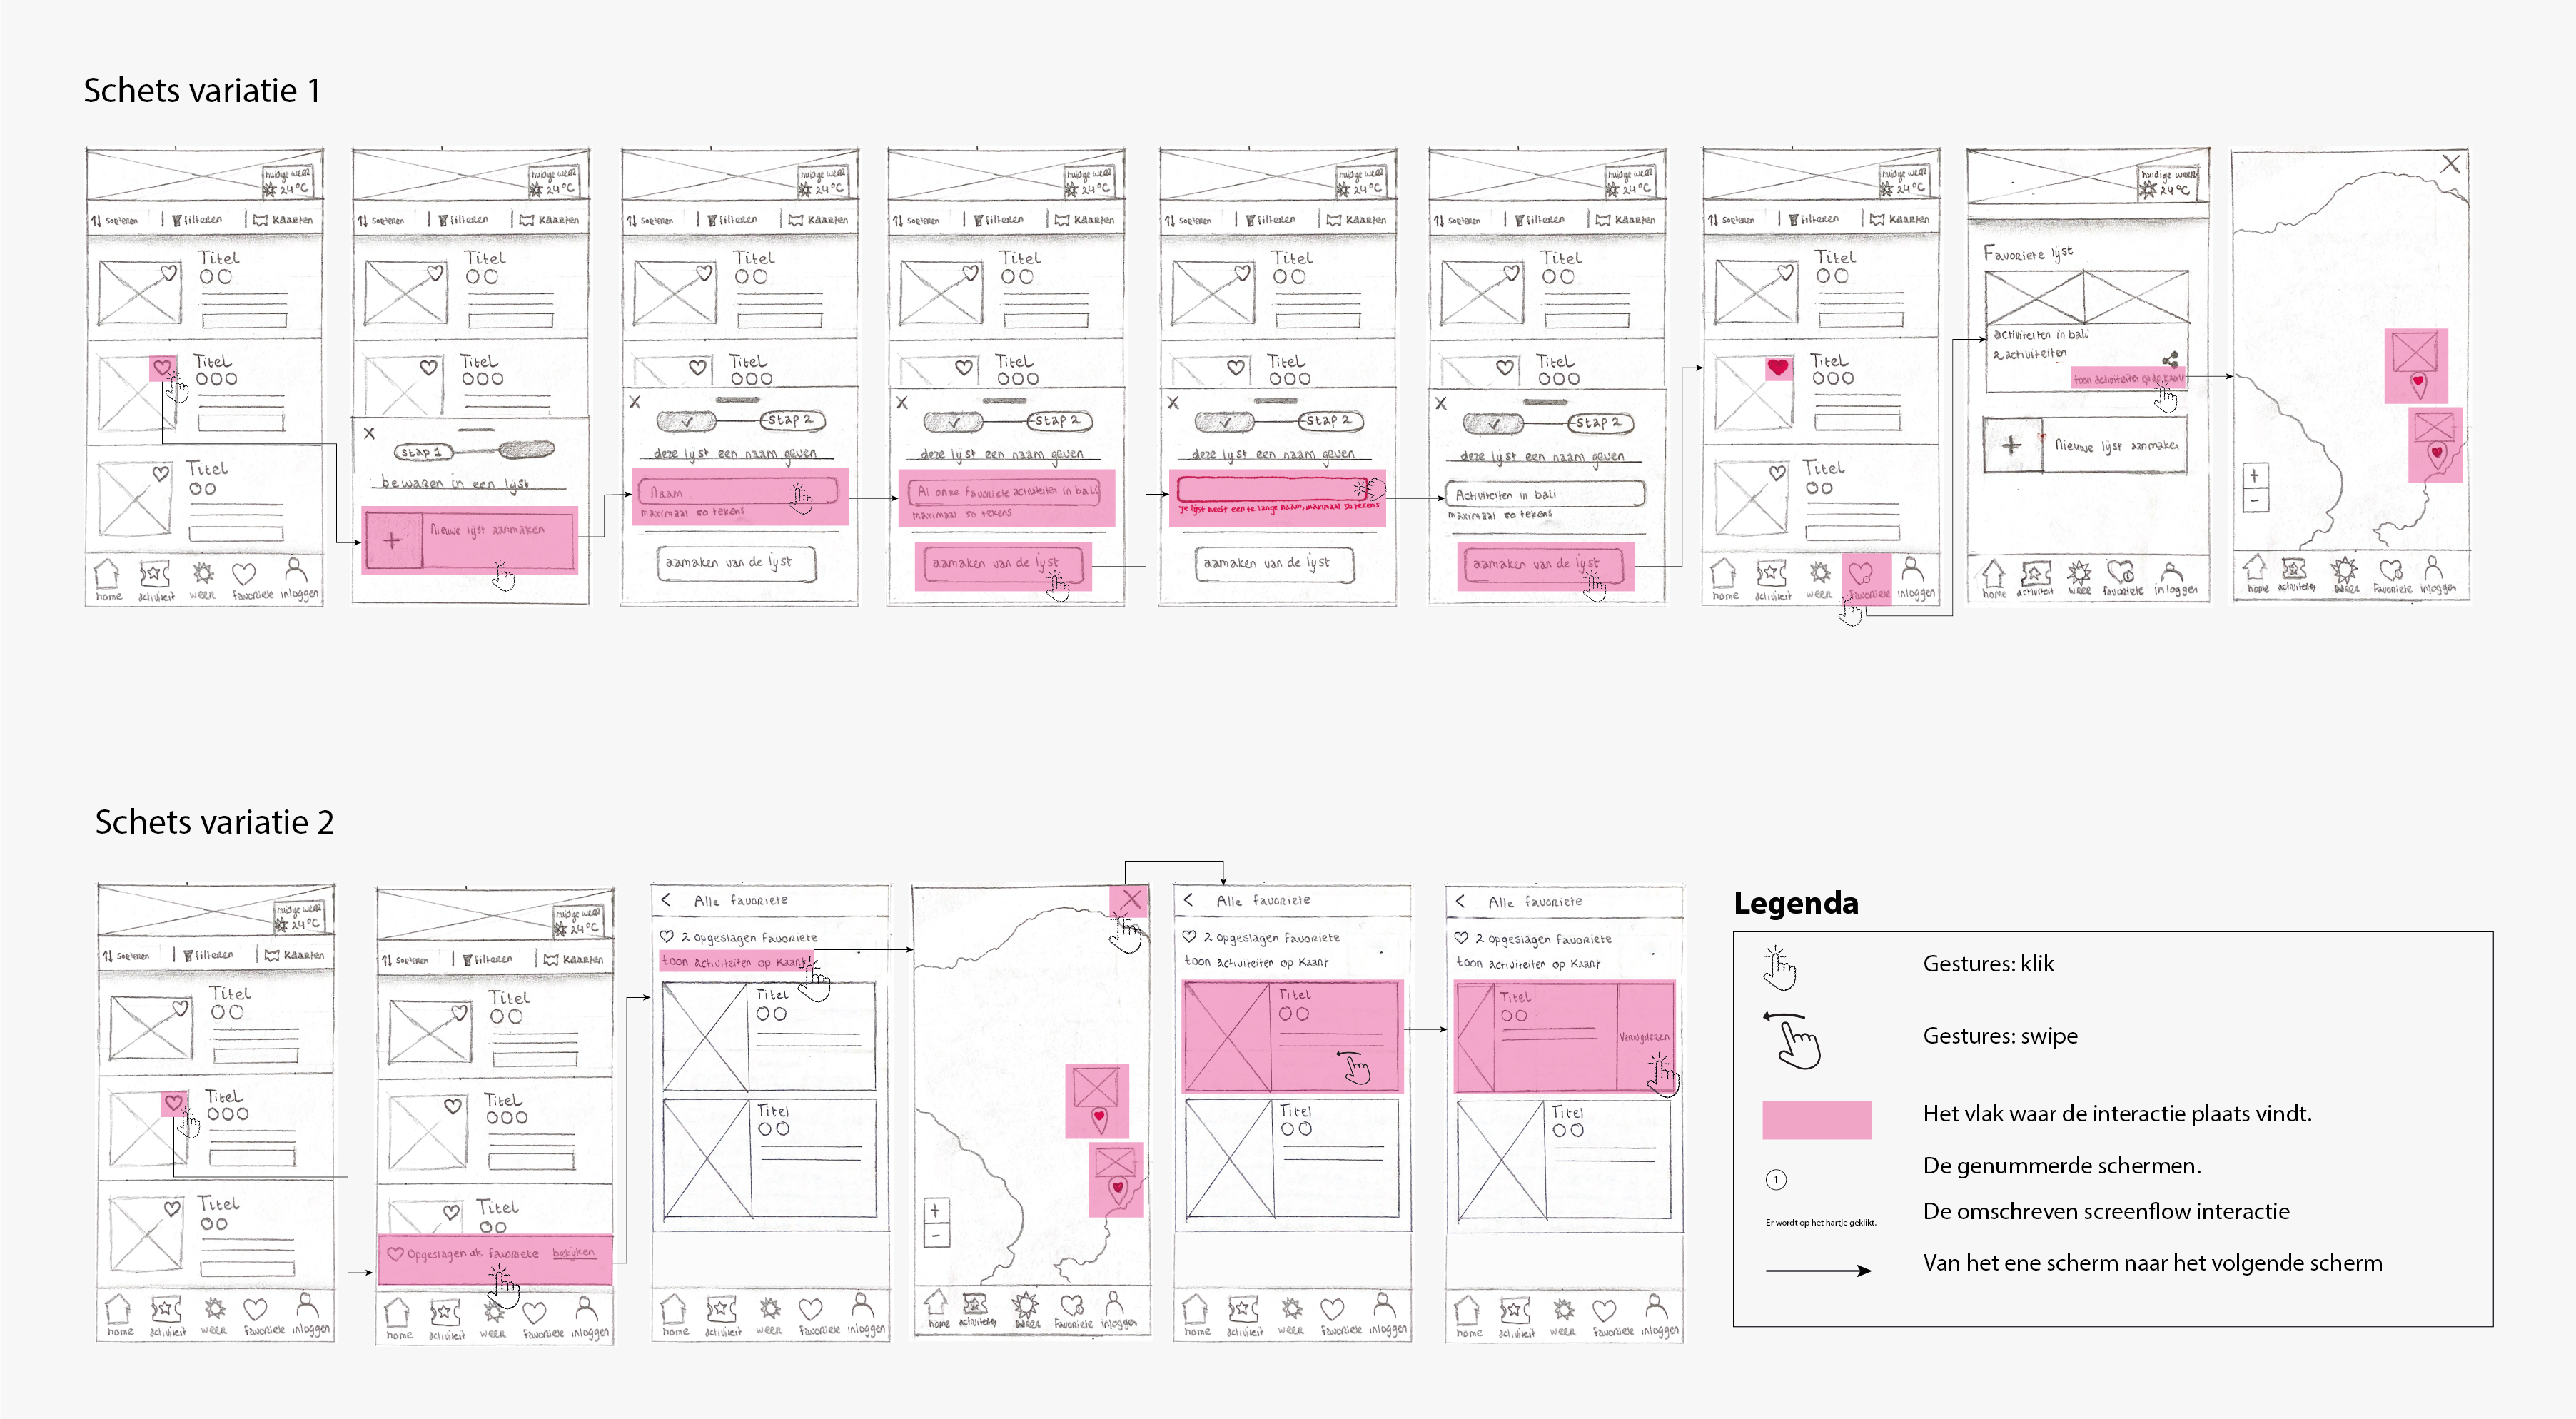 Schets variatie 1
huidige weer
24°C
Sorteren | filteren | kaarten
Titel
Titel
Titel
home activiteit weer favoriete inloggen
huidige weer
24°C
Sorteren | filteren | kaarten
Titel
Titel
X
stap 1
bewaren in een lijst
+ Nieuwe lijst aanmaken
huidige weer
24°C
Sorteren | filteren | kaarten
Titel
Titel
X
stap 2
deze lijst een naam geven
Naam
maximaal 50 tekens
aamaken van de lijst
huidige weer
24°C
Sorteren | filteren | kaarten
Titel
Titel
X
stap 2
deze lijst een naam geven
Al onze favoriete activiteiten in bali
maximaal 50 tekens
aamaken van de lijst
huidige weer
24°C
Sorteren | filteren | kaarten
Titel
Titel
X
stap 2
deze lijst een naam geven
Je lijst heeft een te lange naam, maximaal 50 tekens
aamaken van de lijst
huidige weer
24°C
Sorteren | filteren | kaarten
Titel
Titel
X
stap 2
deze lijst een naam geven
Activiteiten in bali
maximaal 50 tekens
aamaken van de lijst
huidige weer
24°C
Sorteren | filteren | kaarten
Titel
Titel
Titel
home activiteit weer favoriete inloggen
huidige weer
24°C
Favoriete lijst
activiteiten in bali
2 activiteiten
toon activiteiten op de kaart
+ Nieuwe lijst aanmaken
home activiteit weer favoriete inloggen
X
+
-
home activiteiten weer Favoriete inloggen
Schets variatie 2
huidige weer
24°C
Sorteren | filteren | kaarten
Titel
Titel
Titel
home activiteit weer favoriete inloggen
huidige weer
24°C
Sorteren | filteren | kaarten
Titel
Titel
Titel
Opgeslagen als favoriete bekijken
home activiteit weer favoriete inloggen
< Alle favoriete
2 opgeslagen favoriete
toon activiteiten op kaart
Titel
Titel
home activiteit weer favoriete inloggen
X
+
-
home activiteiten weer Favoriete inloggen
< Alle favoriete
2 opgeslagen favoriete
toon activiteiten op kaart
Titel
Titel
home activiteit weer favoriete inloggen
< Alle favoriete
2 opgeslagen favoriete
toon activiteiten op kaart
Titel
Verwijderen
Titel
home activiteit weer favoriete inloggen
Legenda
Gestures: klik
Gestures: swipe
Het vlak waar de interactie plaats vindt.
1 De genummerde schermen.
Er wordt op het hartje geklikt. De omschreven screenflow interactie
Van het ene scherm naar het volgende scherm